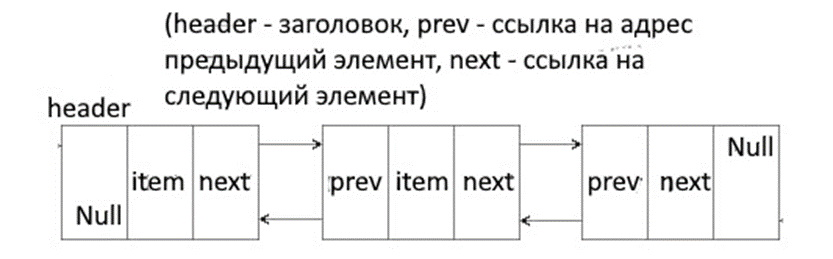 (header - заголовок, prev - ссылка на адрес
предыдущий элемент, next - ссылка на
следующий элемент)
header
Null item next prev item next prev next Null